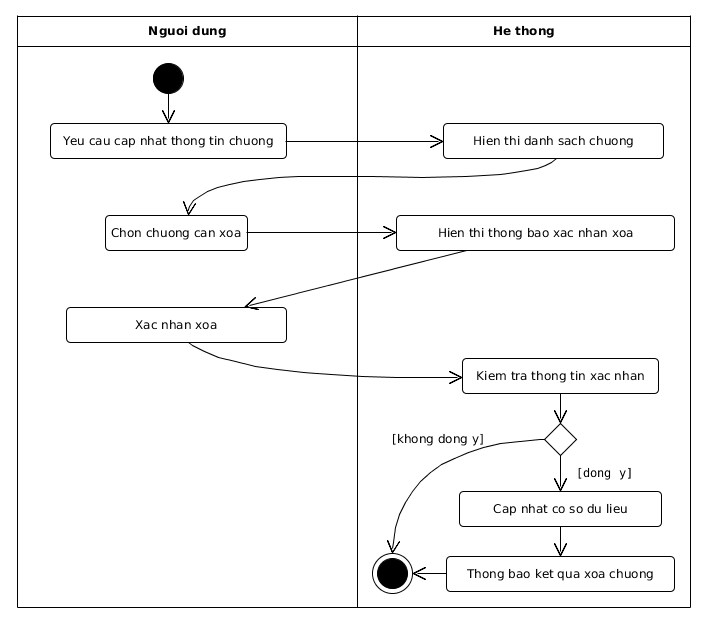 Nguoi dung
He thong
Yeu cau cap nhat thong tin chuong
Hien thi danh sach chuong
Chon chuong can xoa
Hien thi thong bao xac nhan xoa
Xac nhan xoa
Kiem tra thong tin xac nhan
[khong dong y]
[dong y]
Cap nhat co so du lieu
Thong bao ket qua xoa chuong